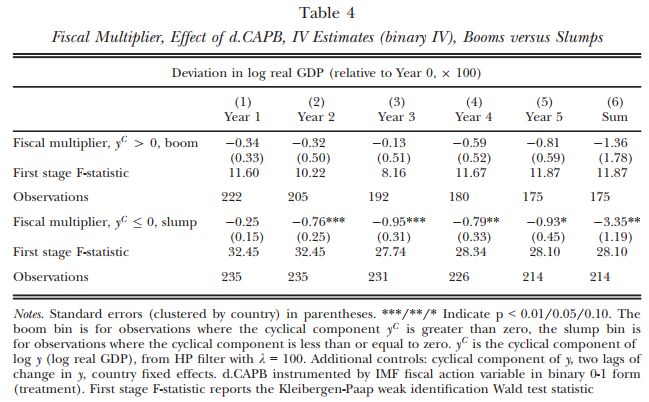 Table 4
Fiscal Multiplier, Effect of d.CAPB, IV Estimates (binary IV), Booms versus Slumps
Deviation in log real GDP (relative to Year 0, × 100)
(1) (2) (3) (4) (5) (6)
Year 1 Year 2 Year 3 Year 4 Year 5 Sum
Fiscal multiplier, y^C > 0, boom −0.34 −0.32 −0.13 −0.59 −0.81 −1.36
(0.33) (0.50) (0.51) (0.52) (0.59) (1.78)
First stage F-statistic 11.60 10.22 8.16 11.67 11.87 11.87
Observations 222 205 192 180 175 175
Fiscal multiplier, y^C ≤ 0, slump −0.25 −0.76*** −0.95*** −0.79** −0.93* −3.35**
(0.15) (0.25) (0.31) (0.33) (0.45) (1.19)
First stage F-statistic 32.45 32.45 27.74 28.34 28.10 28.10
Observations 235 235 231 226 214 214
Notes. Standard errors (clustered by country) in parentheses. ***/**/* Indicate p < 0.01/0.05/0.10. The
boom bin is for observations where the cyclical component y^C is greater than zero, the slump bin is
for observations where the cyclical component is less than or equal to zero. y^C is the cyclical component of
log y (log real GDP), from HP filter with λ = 100. Additional controls: cyclical component of y, two lags of
change in y, country fixed effects. d.CAPB instrumented by IMF fiscal action variable in binary 0-1 form
(treatment). First stage F-statistic reports the Kleibergen-Paap weak identification Wald test statistic